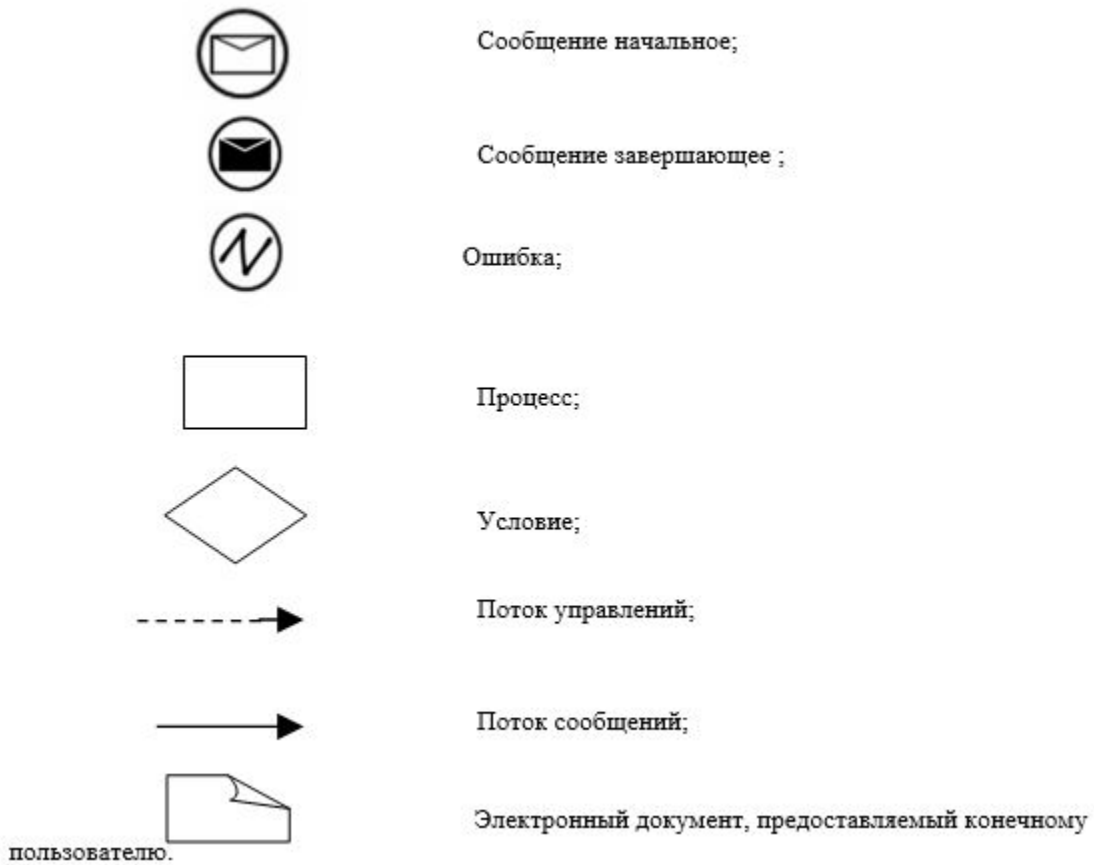 Сообщение начальное;
Сообщение завершающее ;
Ошибка;
Процесс;
Условие;
Поток управлений;
Поток сообщений;
Электронный документ, предоставляемый конечному
пользователю.